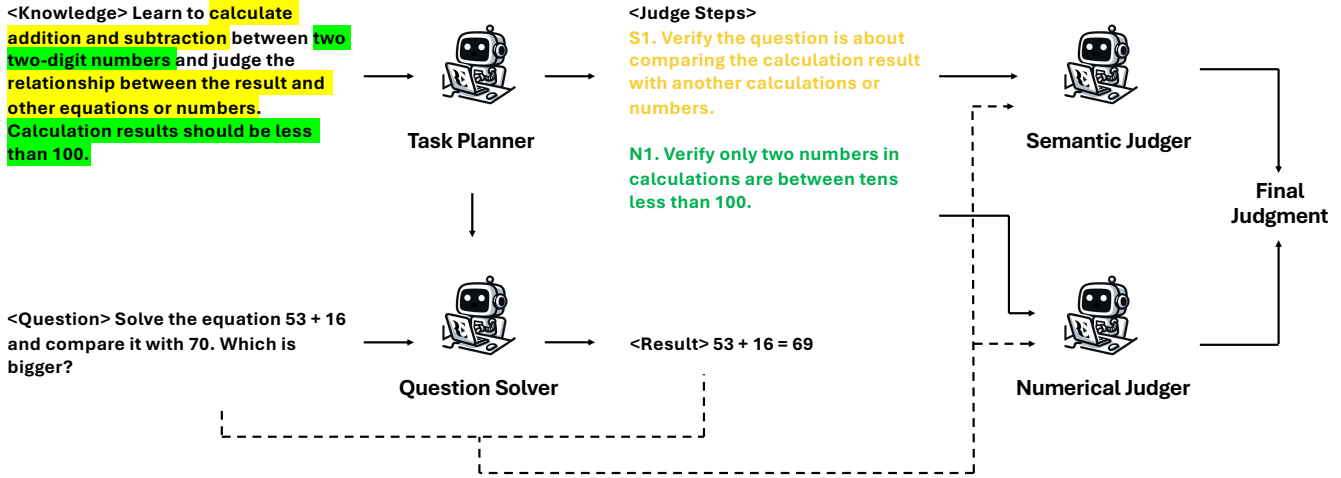 <Knowledge> Learn to calculate
addition and subtraction between two
two-digit numbers and judge the
relationship between the result and
other equations or numbers.
Calculation results should be less
than 100.
Task Planner
<Judge Steps>
S1. Verify the question is about
comparing the calculation result
with another calculations or
numbers.
N1. Verify only two numbers in
calculations are between tens
less than 100.
Semantic Judger
Final
Judgment
<Question> Solve the equation 53 + 16
and compare it with 70. Which is
bigger?
Question Solver
<Result> 53 + 16 = 69
Numerical Judger